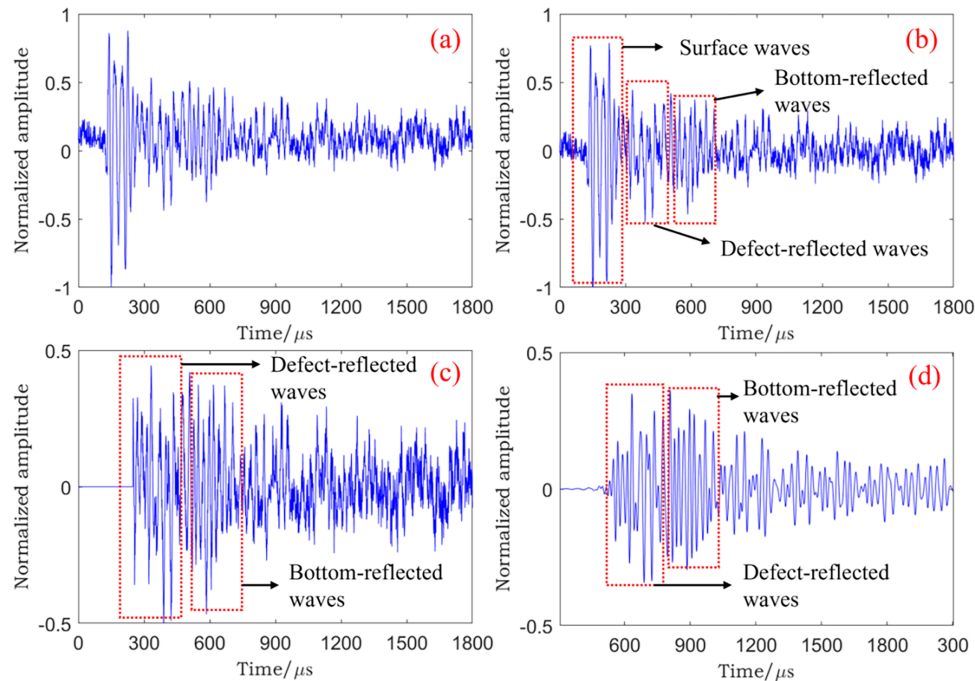 (a)
Normalized amplitude
1
0.5
0
-0.5
-1
0
300
600
900
1200
1500
1800
Time/μs
(b)
Surface waves
Bottom-reflected
waves
Defect-reflected waves
Normalized amplitude
1
0.5
0
-0.5
-1
0
300
600
900
1200
1500
1800
Time/μs
(c)
Defect-reflected
waves
Bottom-reflected
waves
Normalized amplitude
0.5
0
-0.5
0
300
600
900
1200
1500
1800
Time/μs
(d)
Bottom-reflected
waves
Defect-reflected
waves
Normalized amplitude
0.5
0
-0.5
600
900
1200
1500
1800
300
Time/μs